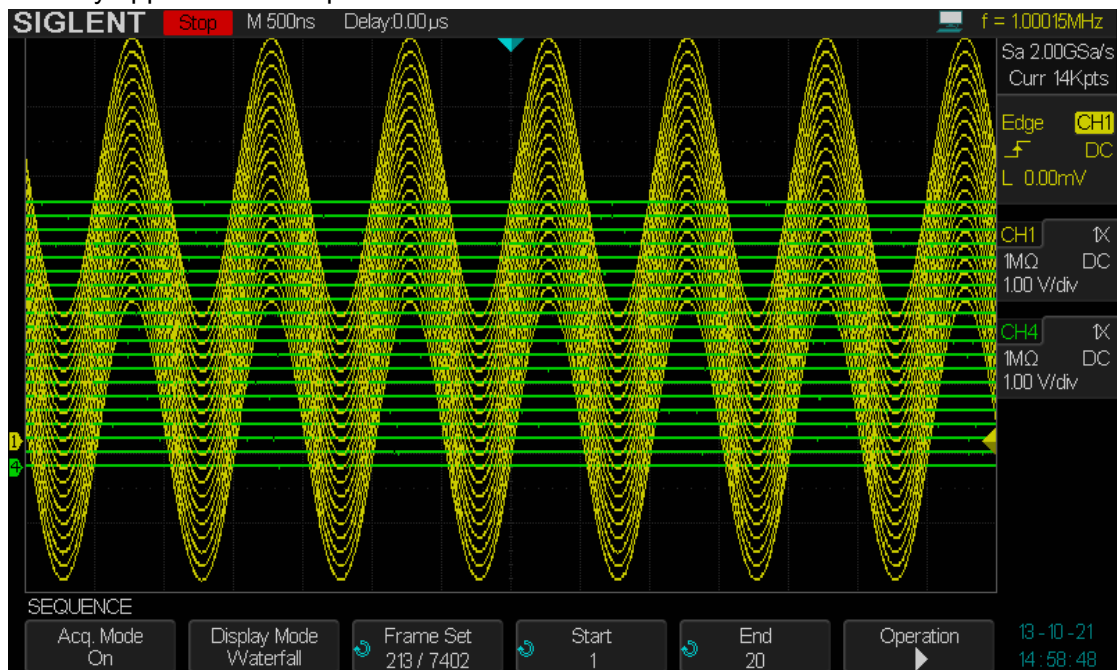 SIGLENT Stop M 500ns Delay:0.00µs f = 1.00015MHz
Sa 2.00GSa/s
Curr 14Kpts
Edge CH1
DC
L 0.00mV
CH1 1X
1MΩ DC
1.00 V/div
CH4 1X
1MΩ DC
1.00 V/div
1
4
SEQUENCE
Acq. Mode Display Mode Frame Set Start End Operation
On Waterfall 213 / 7402 1 20
13-10-21
14:58:48